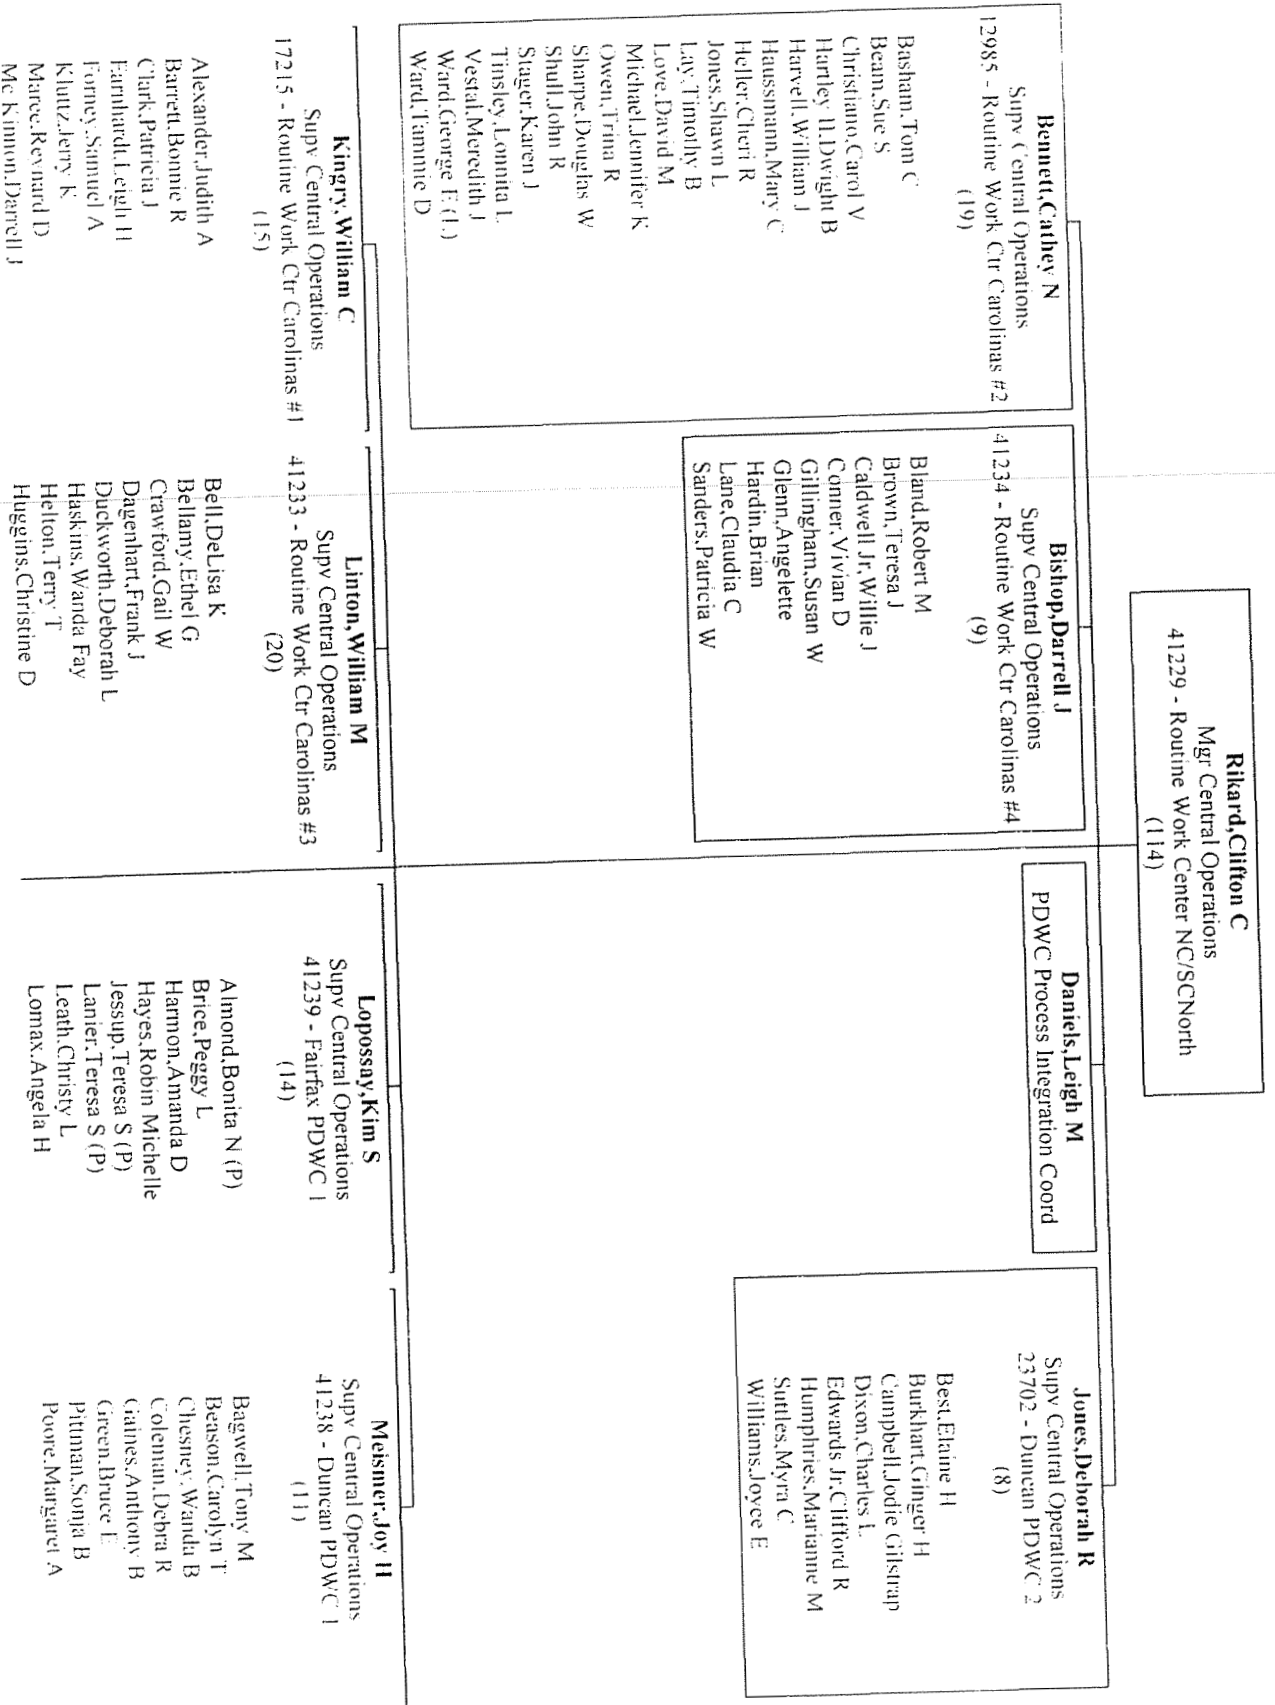 Rikard,Clifton C
Mgr Central Operations
41229 - Routine Work Center NC/SCNorth
(114)
Bennett,Cathey N
Supv Central Operations
12985 - Routine Work Ctr Carolinas #2
(19)
Basham,Tom C
Beam,Sue S
Christiano,Carol V
Hartley II,Dwight B
Harvell,William J
Haussmann,Mary C
Heller,Cheri R
Jones,Shawn L
Lay,Timothy B
Love,David M
Michael,Jennifer K
Owen,Trina R
Sharpe,Douglas W
Shull,John R
Stager,Karen J
Tinsley,Lonnita L
Vestal,Meredith J
Ward,George E (L)
Ward,Tammie D
Bishop,Darrell J
Supv Central Operations
41234 - Routine Work Ctr Carolinas #4
(9)
Bland,Robert M
Brown,Teresa J
Caldwell Jr,Willie J
Conner,Vivian D
Gillingham,Susan W
Glenn,Angelette
Hardin,Brian
Lane,Claudia C
Sanders,Patricia W
Daniels,Leigh M
PDWC Process Integration Coord
Jones,Deborah R
Supv Central Operations
23702 - Duncan PDWC 2
(8)
Best,Elaine H
Burkhart,Ginger H
Campbell,Jodie Gilstrap
Dixon,Charles L
Edwards Jr,Clifford R
Humphries,Marianne M
Suttles,Myra C
Williams,Joyce E
Kingry,William C
Supv Central Operations
17215 - Routine Work Ctr Carolinas #1
(15)
Alexander,Judith A
Barrett,Bonnie R
Clark,Patricia J
Earnhardt,Leigh H
Forney,Samuel A
Kluttz,Jerry K
Marce,Reynard D
Mc Kinnon,Darrell J
Linton,William M
Supv Central Operations
41233 - Routine Work Ctr Carolinas #3
(20)
Bell,DeLisa K
Bellamy,Ethel G
Crawford,Gail W
Dagenhart,Frank J
Duckworth,Deborah L
Haskins,Wanda Fay
Helton,Terry T
Huggins,Christine D
Lopossay,Kim S
Supv Central Operations
41239 - Fairfax PDWC 1
(14)
Almond,Bonita N (P)
Brice,Peggy L
Harmon,Amanda D
Hayes,Robin Michelle
Jessup,Teresa S (P)
Lanier,Teresa S (P)
Leath,Christy L
Lomax,Angela H
Meismer,Joy H
Supv Central Operations
41238 - Duncan PDWC 1
(11)
Bagwell,Tony M
Beason,Carolyn T
Chesney,Wanda B
Coleman,Debra R
Gaines,Anthony B
Green,Bruce E
Pittman,Sonja B
Poore,Margaret A